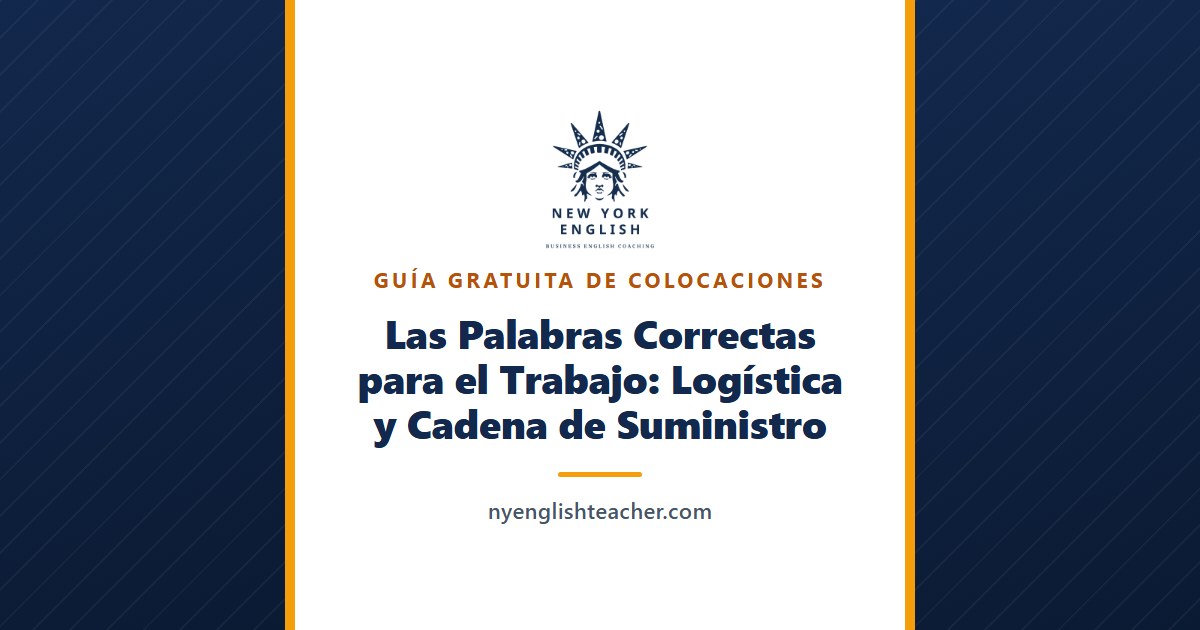 NEW YORK
ENGLISH
BUSINESS ENGLISH COACHING
GUÍA GRATUITA DE COLOCACIONES
Las Palabras Correctas
para el Trabajo: Logística
y Cadena de Suministro
nyenglishteacher.com